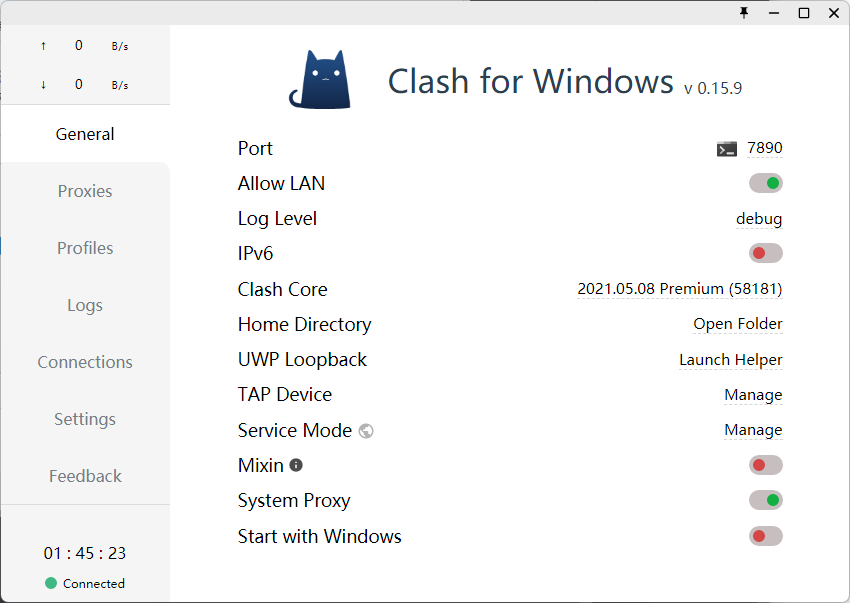 ↑ 0 B/s
↓ 0 B/s
General
Proxies
Profiles
Logs
Connections
Settings
Feedback
01 : 45 : 23
Connected
Clash for Windows v 0.15.9
Port 7890
Allow LAN
Log Level debug
IPv6
Clash Core 2021.05.08 Premium (58181)
Home Directory Open Folder
UWP Loopback Launch Helper
TAP Device Manage
Service Mode Manage
Mixin
System Proxy
Start with Windows